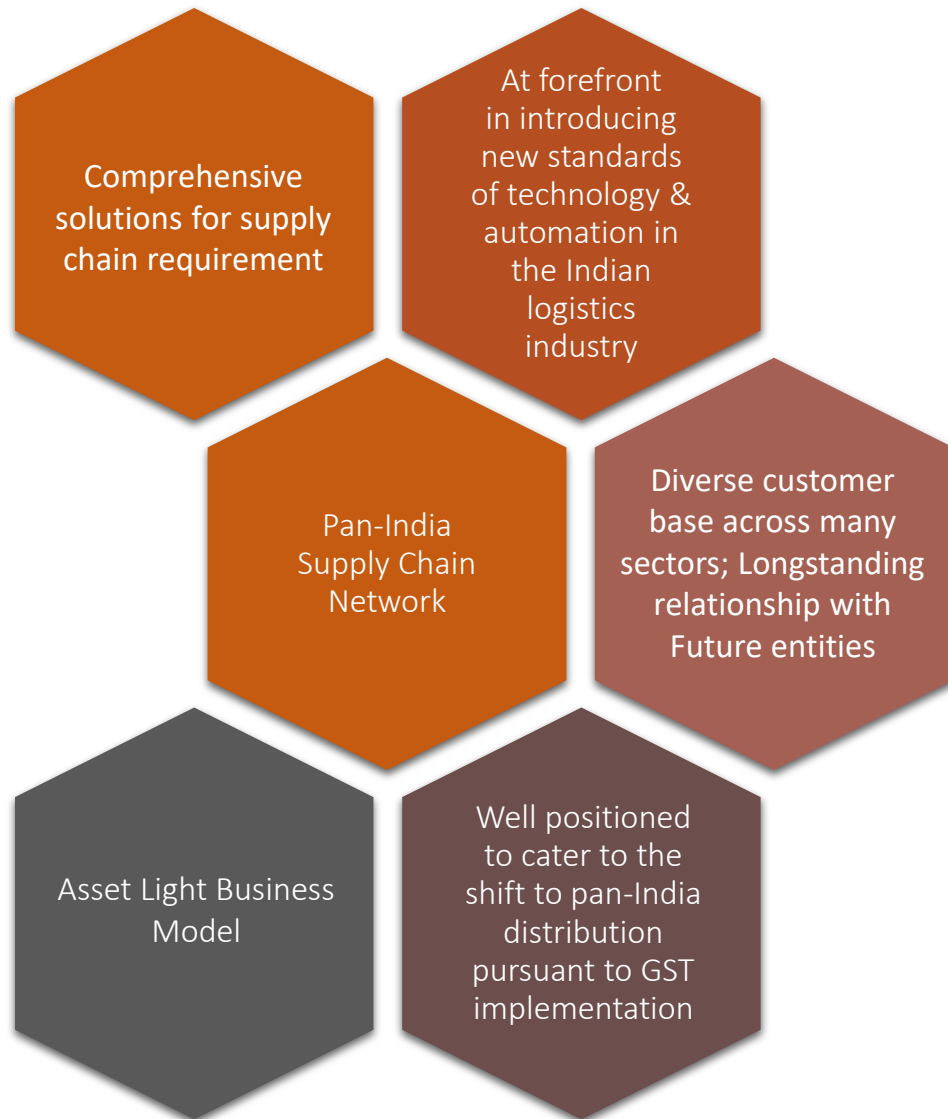 Comprehensive
solutions for supply
chain requirement
At forefront
in introducing
new standards
of technology &
automation in
the Indian
logistics
industry
Pan-India
Supply Chain
Network
Diverse customer
base across many
sectors; Longstanding
relationship with
Future entities
Asset Light Business
Model
Well positioned
to cater to the
shift to pan-India
distribution
pursuant to GST
implementation